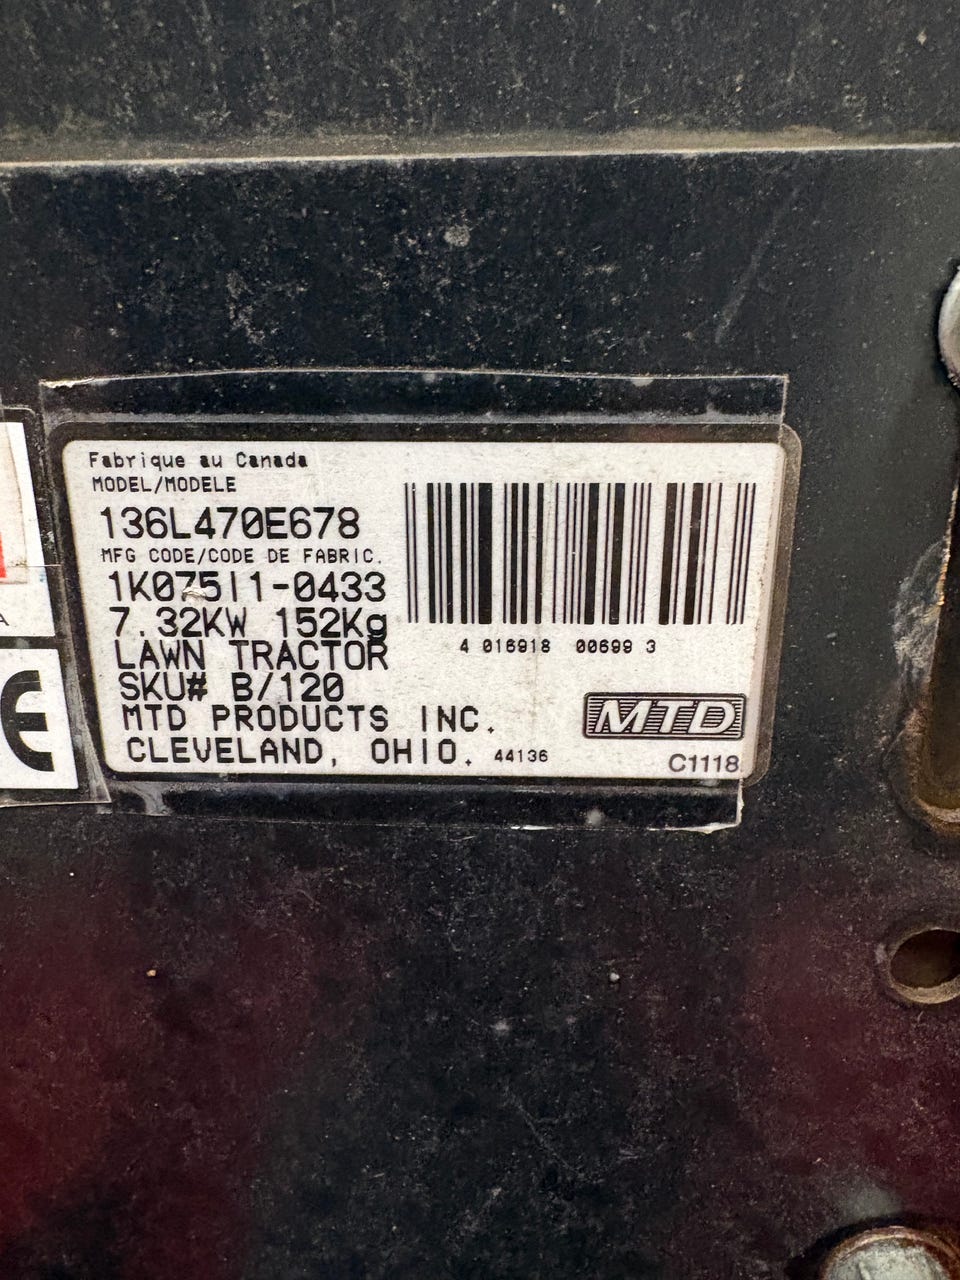 Fabrique au Canada
MODEL/MODELE
136L470E678
MFG CODE/CODE DE FABRIC.
1K075I1-0433
7.32KW 152Kg
LAWN TRACTOR
SKU# B/120
MTD PRODUCTS INC.
CLEVELAND, OHIO. 44136
4 016918 00699 3
MTD
C1118
A
CE